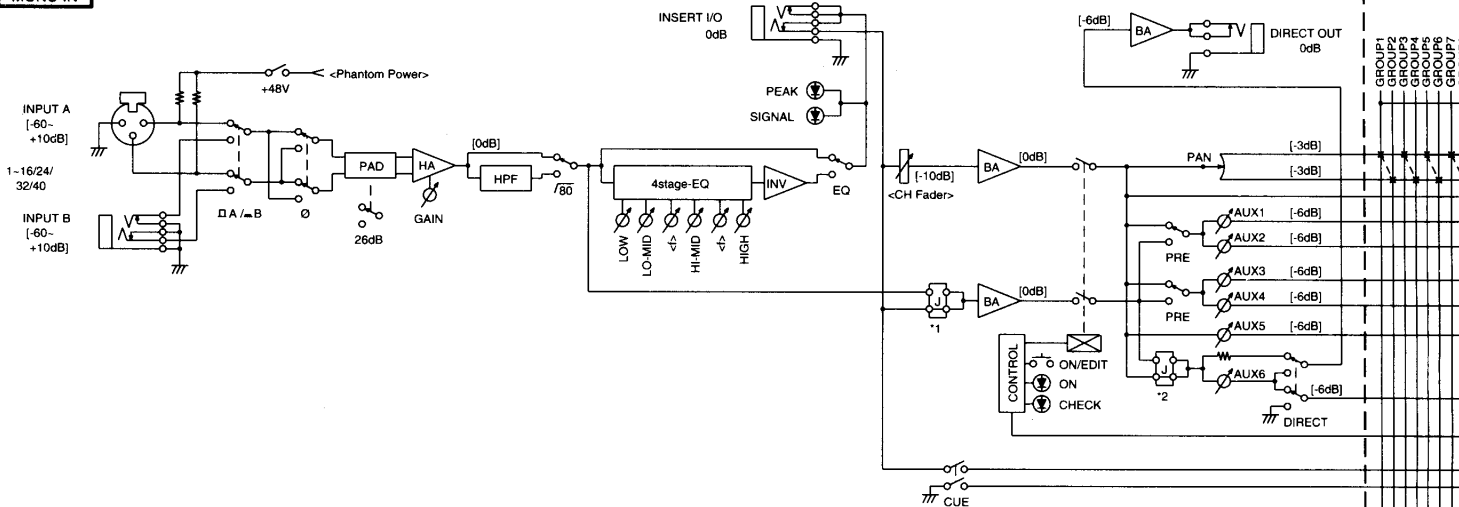 MONO IN
INSERT I/O
0dB
[-6dB]
BA
DIRECT OUT
0dB
GROUP1
GROUP2
GROUP3
GROUP4
GROUP5
GROUP6
GROUP7
<Phantom Power>
+48V
PEAK
SIGNAL
INPUT A
[-60~
+10dB]
1~16/24/
32/40
INPUT B
[-60~
+10dB]
A / B
Ø
PAD
26dB
HA
GAIN
[0dB]
HPF
80
4stage-EQ
INV
EQ
LOW
LO-MID
<f>
HI-MID
<f>
HIGH
[-10dB]
<CH Fader>
BA
[0dB]
PAN
[-3dB]
[-3dB]
AUX1
[-6dB]
AUX2
[-6dB]
PRE
AUX3
[-6dB]
AUX4
[-6dB]
PRE
AUX5
[-6dB]
J
*1
BA
[0dB]
CONTROL
ON/EDIT
ON
CHECK
J
*2
AUX6
[-6dB]
DIRECT
CUE